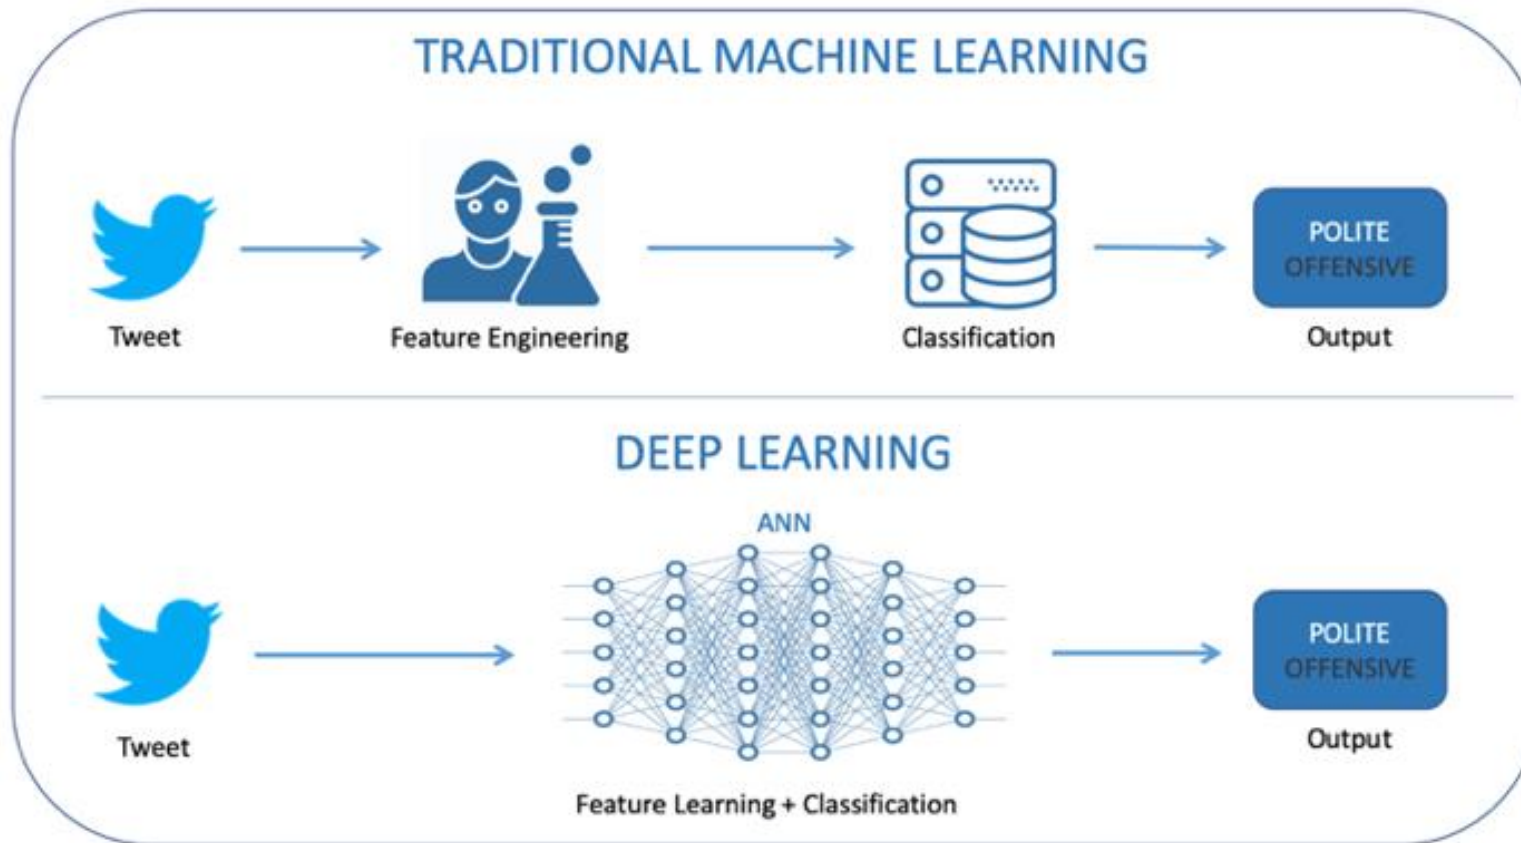 TRADITIONAL MACHINE LEARNING
Tweet
Feature Engineering
Classification
POLITE
OFFENSIVE
Output
DEEP LEARNING
ANN
Tweet
Feature Learning + Classification
POLITE
OFFENSIVE
Output